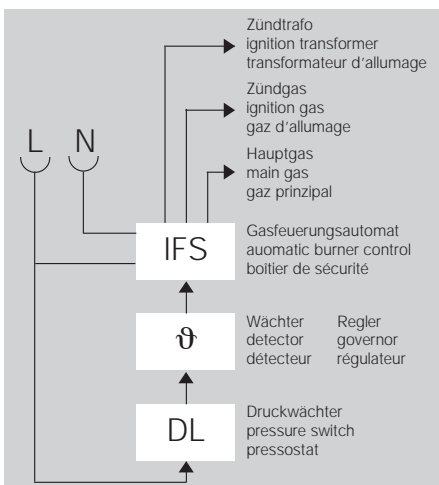 Zündtrafo
ignition transformer
transformateur d'allumage
Zündgas
ignition gas
gaz d'allumage
L N
Hauptgas
main gas
gaz prinzipal
IFS
Gasfeuerungsautomat
auomatic burner control
boîtier de sécurité
ϑ
Wächter Regler
detector governor
détecteur régulateur
DL
Druckwächter
pressure switch
pressostat